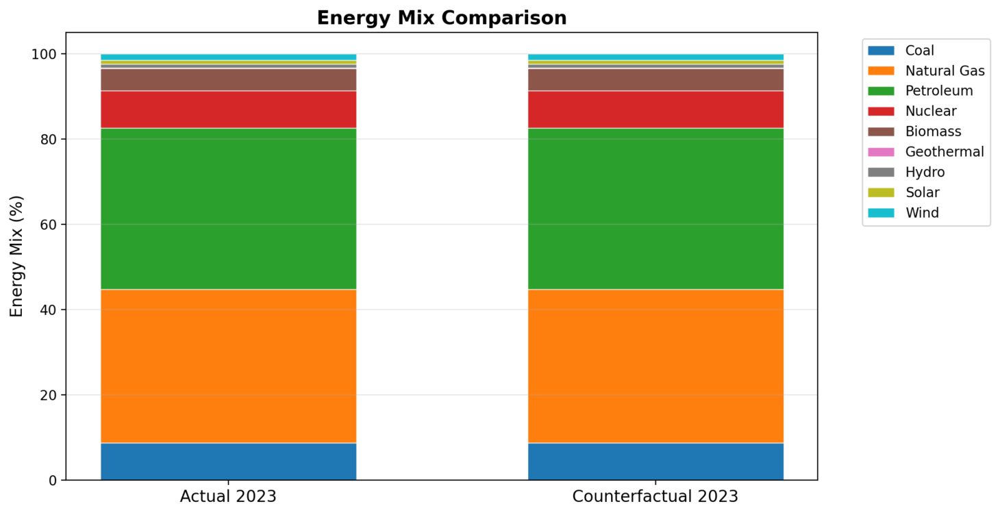 Energy Mix Comparison
Energy Mix (%)
100
80
60
40
20
0
Actual 2023
Counterfactual 2023
Coal
Natural Gas
Petroleum
Nuclear
Biomass
Geothermal
Hydro
Solar
Wind